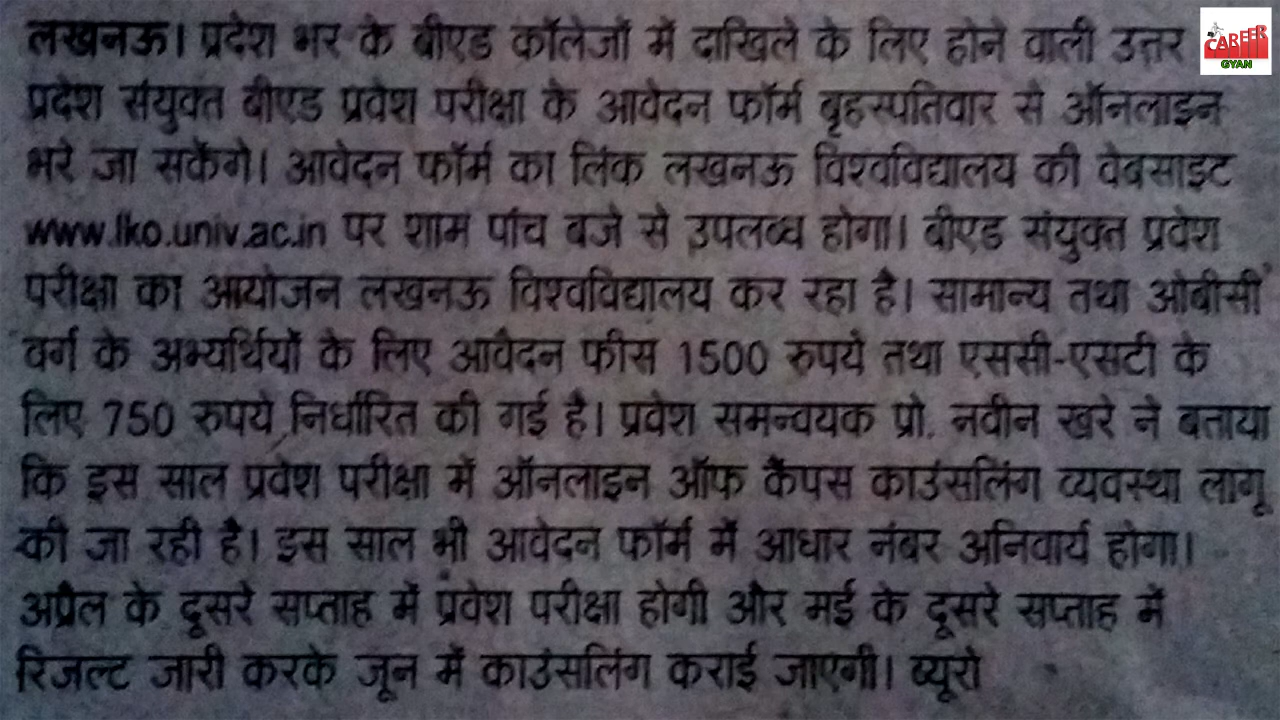 लखनऊ। प्रदेश भर के बीएड कॉलेजों में दाखिले के लिए होने वाली उत्तर
प्रदेश संयुक्त बीएड प्रवेश परीक्षा के आवेदन फॉर्म बृहस्पतिवार से ऑनलाइन
भरे जा सकेंगे। आवेदन फॉर्म का लिंक लखनऊ विश्वविद्यालय की वेबसाइट
www.lko.univ.ac.in पर शाम पांच बजे से उपलब्ध होगा। बीएड संयुक्त प्रवेश
परीक्षा का आयोजन लखनऊ विश्वविद्यालय कर रहा है। सामान्य तथा ओबीसी
वर्ग के अभ्यर्थियों के लिए आवेदन फीस 1500 रुपये तथा एससी-एसटी के
लिए 750 रुपये निर्धारित की गई है। प्रवेश समन्वयक प्रो. नवीन खरे ने बताया
कि इस साल प्रवेश परीक्षा में ऑनलाइन ऑफ कैंपस काउंसलिंग व्यवस्था लागू
की जा रही है। इस साल भी आवेदन फॉर्म में आधार नंबर अनिवार्य होगा।
अप्रैल के दूसरे सप्ताह में प्रवेश परीक्षा होगी और मई के दूसरे सप्ताह में
रिजल्ट जारी करके जून में काउंसलिंग कराई जाएगी। ब्यूरो
CAREER
GYAN